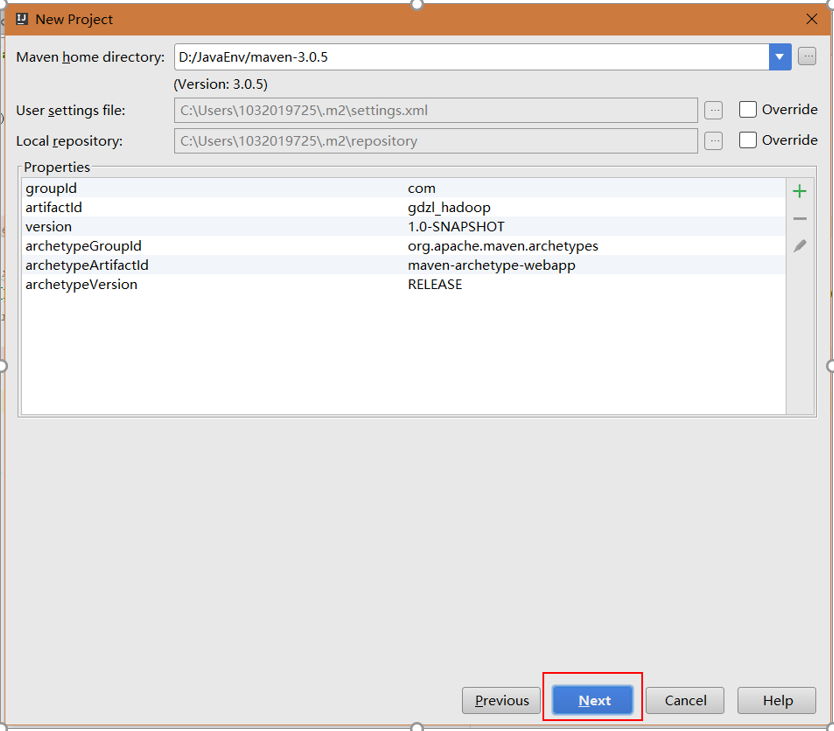 New Project
Maven home directory: D:/JavaEnv/maven-3.0.5
(Version: 3.0.5)
User settings file: C:\Users\1032019725\.m2\settings.xml ... Override
Local repository: C:\Users\1032019725\.m2\repository ... Override
Properties
groupId com
artifactId gdzl_hadoop
version 1.0-SNAPSHOT
archetypeGroupId org.apache.maven.archetypes
archetypeArtifactId maven-archetype-webapp
archetypeVersion RELEASE
Previous Next Cancel Help